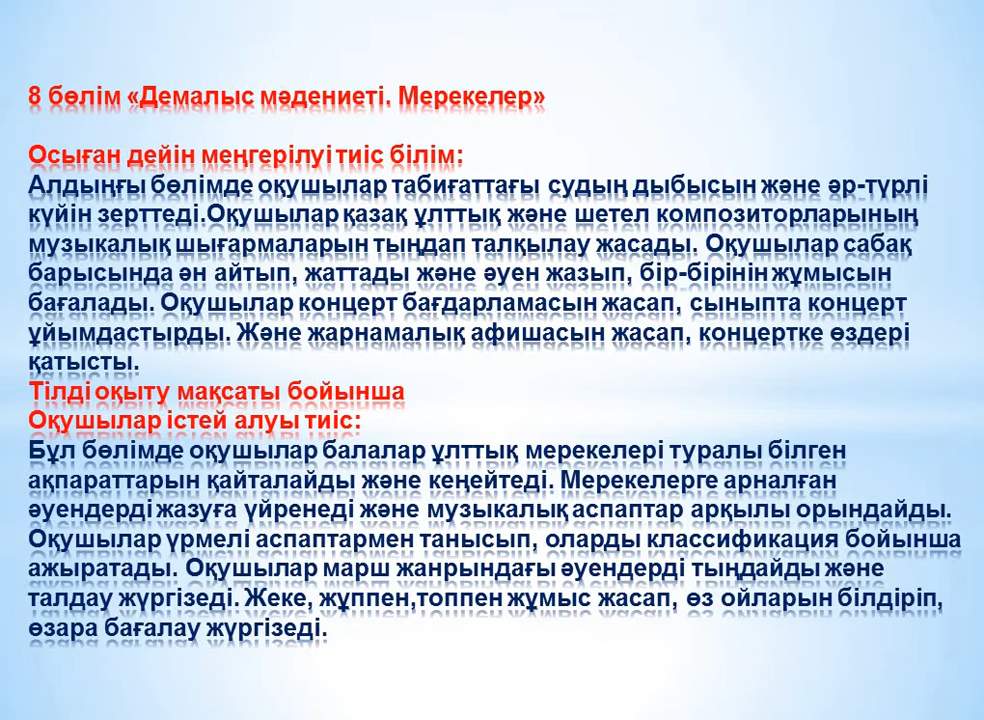 8 бөлім «Демалыс мәдениеті. Мерекелер»
Осыған дейін меңгерілуі тиіс білім:
Алдыңғы бөлімде оқушылар табиғаттағы судың дыбысын және әр-түрлі
күйін зерттеді.Оқушылар қазақ ұлттық және шетел композиторларының
музыкалық шығармаларын тыңдап талқылау жасады. Оқушылар сабақ
барысында ән айтып, жаттады және әуен жазып, бір-бірінін жұмысын
бағалады. Оқушылар концерт бағдарламасын жасап, сыныпта концерт
ұйымдастырды. Және жарнамалық афишасын жасап, концертке өздері
қатысты.
Тілді оқыту мақсаты бойынша
Оқушылар істей алуы тиіс:
Бұл бөлімде оқушылар балалар ұлттық мерекелері туралы білген
ақпараттарын қайталайды және кеңейтеді. Мерекелерге арналған
әуендерді жазуға үйренеді және музыкалық аспаптар арқылы орындайды.
Оқушылар үрмелі аспаптармен танысып, оларды классификация бойынша
ажыратады. Оқушылар марш жанрындағы әуендерді тыңдайды және
талдау жүргізеді. Жеке, жұппен,топпен жұмыс жасап, өз ойларын білдіріп,
өзара бағалау жүргізеді.